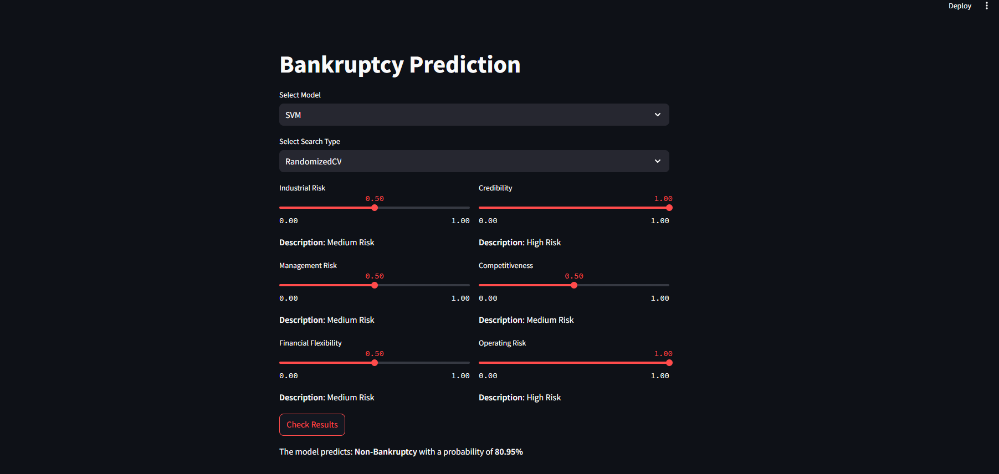 Deploy
Bankruptcy Prediction
Select Model
SVM
Select Search Type
RandomizedCV
Industrial Risk
0.50
0.00 1.00
Description: Medium Risk
Credibility
1.00
0.00 1.00
Description: High Risk
Management Risk
0.50
0.00 1.00
Description: Medium Risk
Competitiveness
0.50
0.00 1.00
Description: Medium Risk
Financial Flexibility
0.50
0.00 1.00
Description: Medium Risk
Operating Risk
1.00
0.00 1.00
Description: High Risk
Check Results
The model predicts: Non-Bankruptcy with a probability of 80.95%